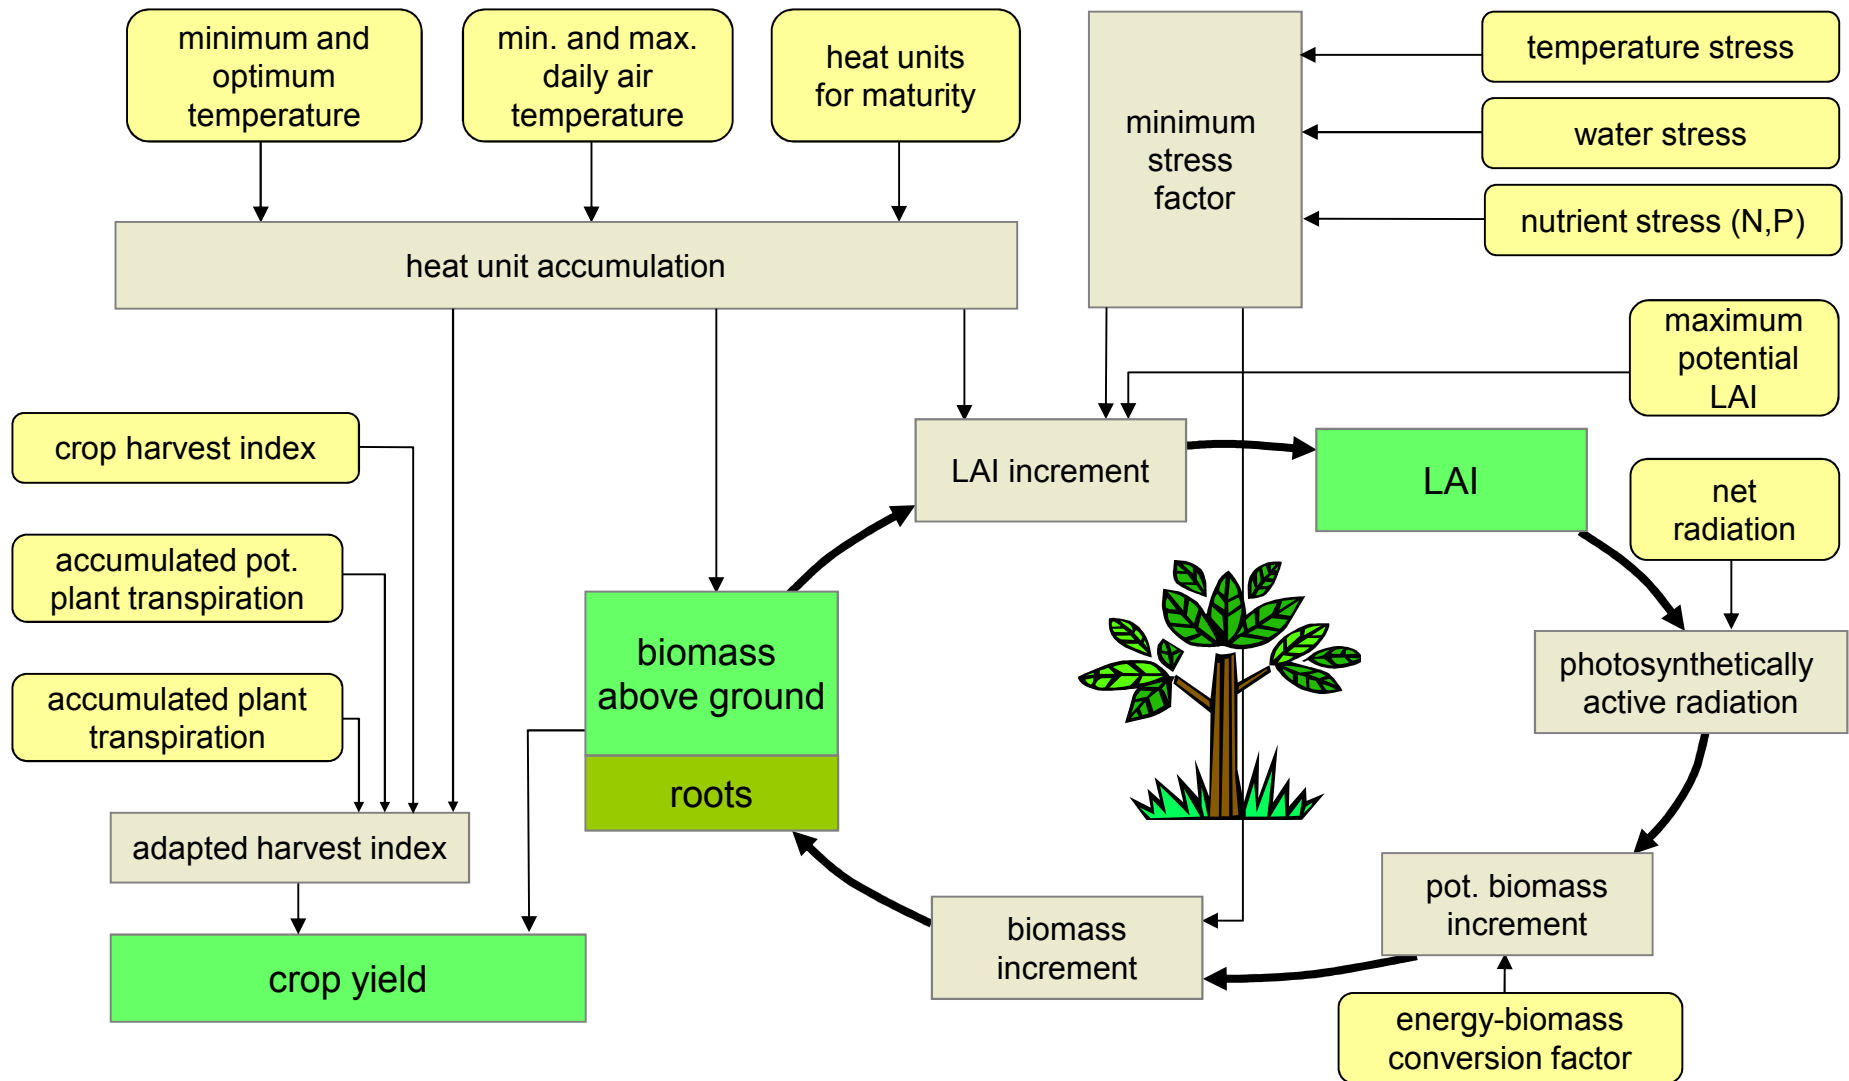 minimum and
optimum
temperature
min. and max.
daily air
temperature
heat units
for maturity
minimum
stress
factor
temperature stress
water stress
nutrient stress (N,P)
heat unit accumulation
maximum
potential
LAI
crop harvest index
LAI increment
LAI
net
radiation
accumulated pot.
plant transpiration
biomass
above ground
photosynthetically
active radiation
accumulated plant
transpiration
roots
adapted harvest index
pot. biomass
increment
biomass
increment
crop yield
energy-biomass
conversion factor